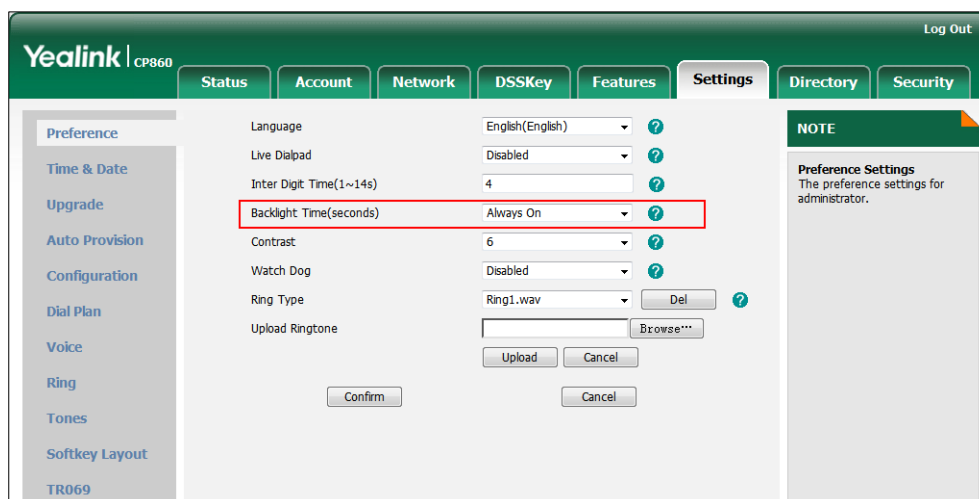 Log Out
Yealink CP860
Status Account Network DSSKey Features Settings Directory Security
Preference
Time & Date
Upgrade
Auto Provision
Configuration
Dial Plan
Voice
Ring
Tones
Softkey Layout
TR069
Language English(English) ?
Live Dialpad Disabled ?
Inter Digit Time(1~14s) 4 ?
Backlight Time(seconds) Always On ?
Contrast 6 ?
Watch Dog Disabled ?
Ring Type Ring1.wav Del ?
Upload Ringtone Browse...
Upload Cancel
Confirm Cancel
NOTE
Preference Settings
The preference settings for
administrator.